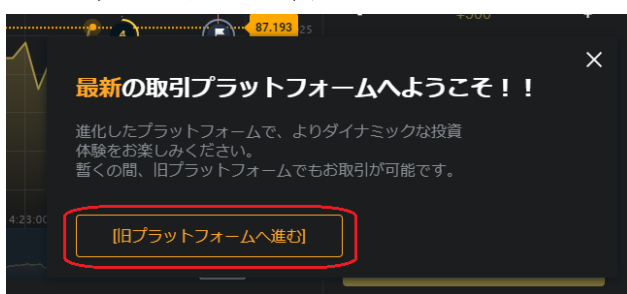 ¥500
87.193
25
4
最新の取引プラットフォームへようこそ！！
進化したプラットフォームで、よりダイナミックな投資
体験をお楽しみください。
暫くの間、旧プラットフォームでもお取引が可能です。
4:23:00
[旧プラットフォームへ進む]